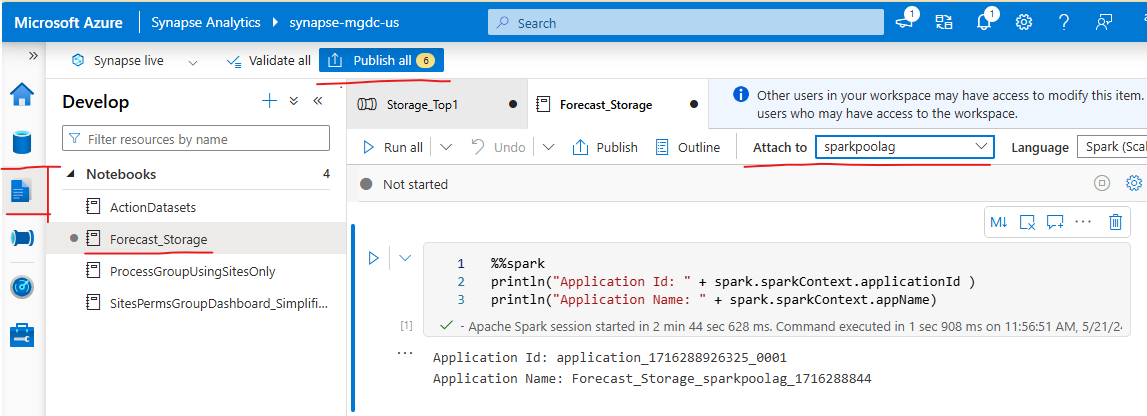 Microsoft Azure Synapse Analytics synapse-mgdc-us Search 1 1
Synapse live Validate all Publish all 6
Develop
Filter resources by name
Notebooks 4
ActionDatasets
Forecast_Storage
ProcessGroupUsingSitesOnly
SitesPermsGroupDashboard_Simplifi...
Storage_Top1 Forecast_Storage
Other users in your workspace may have access to modify this item.
users who may have access to the workspace.
Run all Undo Publish Outline Attach to sparkpoolag Language Spark (Scal
Not started
M↓ ...
1 %%spark
2 println("Application Id: " + spark.sparkContext.applicationId )
3 println("Application Name: " + spark.sparkContext.appName)
[1] - Apache Spark session started in 2 min 44 sec 628 ms. Command executed in 1 sec 908 ms on 11:56:51 AM, 5/21/24
... Application Id: application_1716288926325_0001
Application Name: Forecast_Storage_sparkpoolag_1716288844